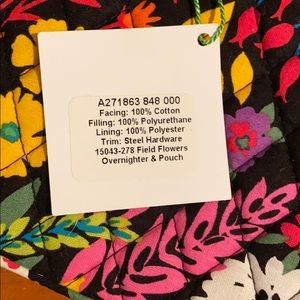 A271863 848 000
Facing: 100% Cotton
Filling: 100% Polyurethane
Lining: 100% Polyester
Trim: Steel Hardware
15043-278 Field Flowers
Overnighter & Pouch